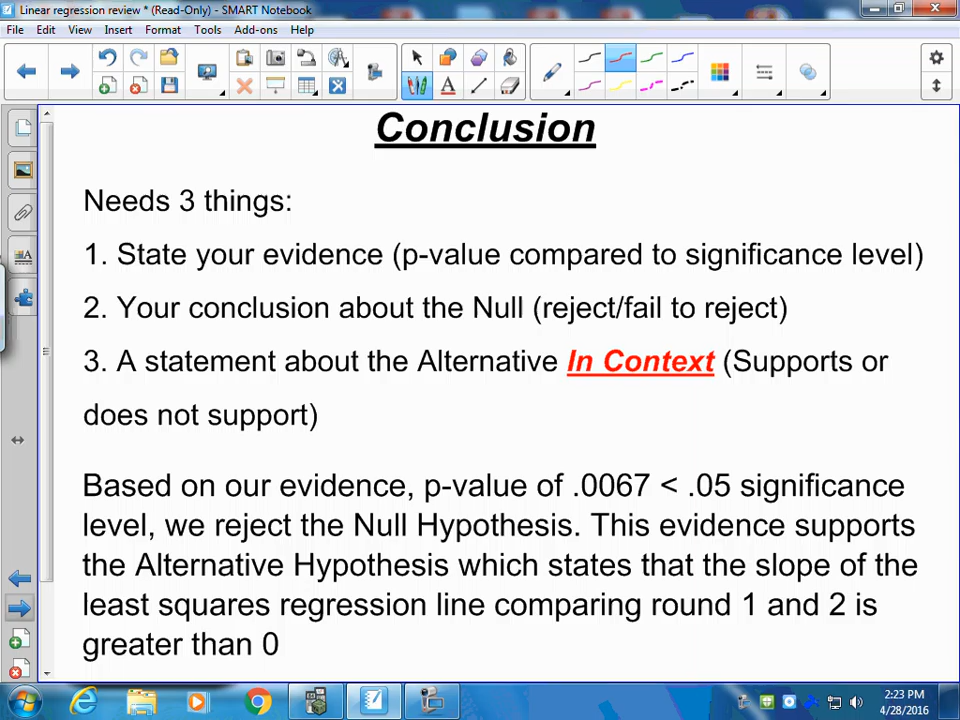 Linear regression review * (Read-Only) - SMART Notebook
File Edit View Insert Format Tools Add-ons Help
Conclusion
Needs 3 things:
1. State your evidence (p-value compared to significance level)
2. Your conclusion about the Null (reject/fail to reject)
3. A statement about the Alternative In Context (Supports or
does not support)
Based on our evidence, p-value of .0067 < .05 significance
level, we reject the Null Hypothesis. This evidence supports
the Alternative Hypothesis which states that the slope of the
least squares regression line comparing round 1 and 2 is
greater than 0
2:23 PM
4/28/2016